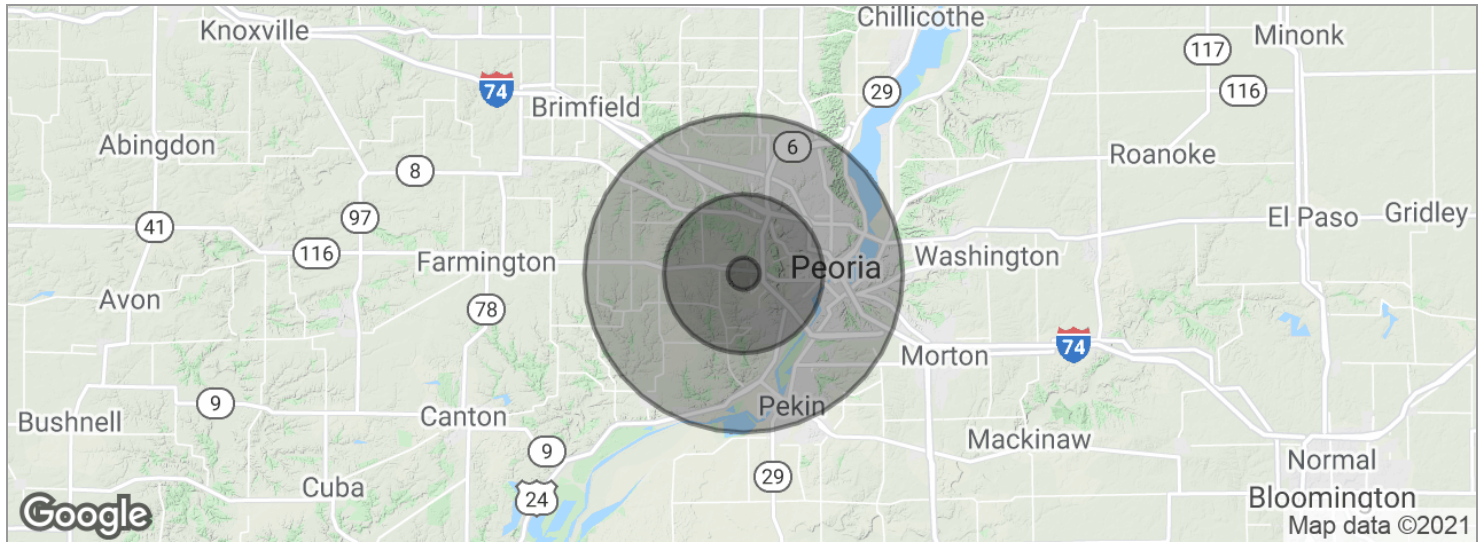 Chillicothe
Knoxville
117
Minonk
74
29
116
Brimfield
Abingdon
6
Roanoke
8
97
41
El Paso
Gridley
116
Farmington
Peoria
Washington
Avon
78
74
Morton
9
Bushnell
Canton
Pekin
Mackinaw
9
Normal
29
Cuba
24
Bloomington
Google
Map data ©2021